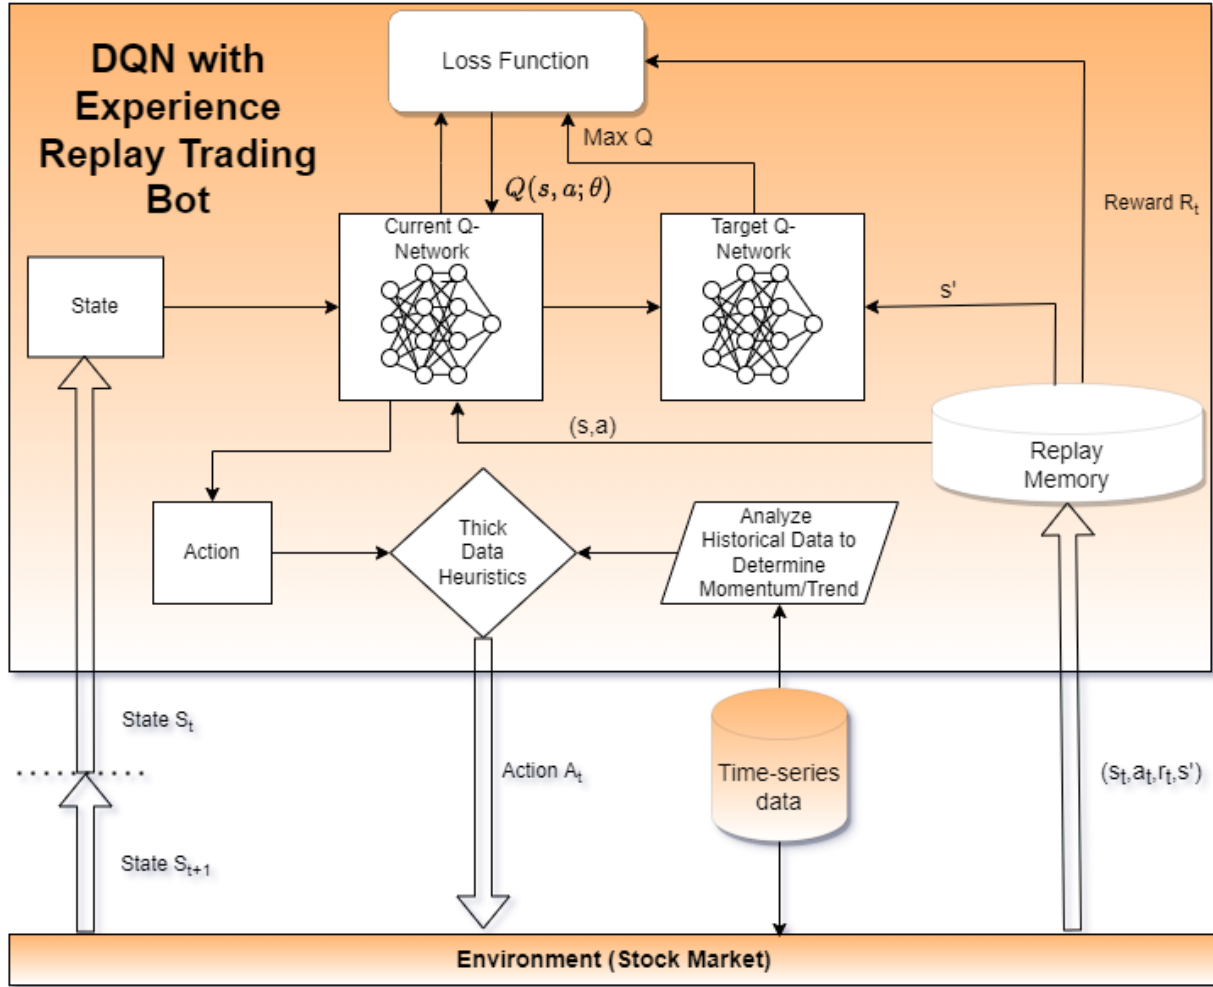 DQN with
Experience
Replay Trading
Bot
Loss Function
Max Q
Q(s, a; θ)
Reward Rₜ
Current Q-
Network
Target Q-
Network
State
s'
(s,a)
Replay
Memory
Action
Thick
Data
Heuristics
Analyze
Historical Data to
Determine
Momentum/Trend
State Sₜ
Action Aₜ
Time-series
data
(sₜ,aₜ,rₜ,s')
State Sₜ₊₁
Environment (Stock Market)